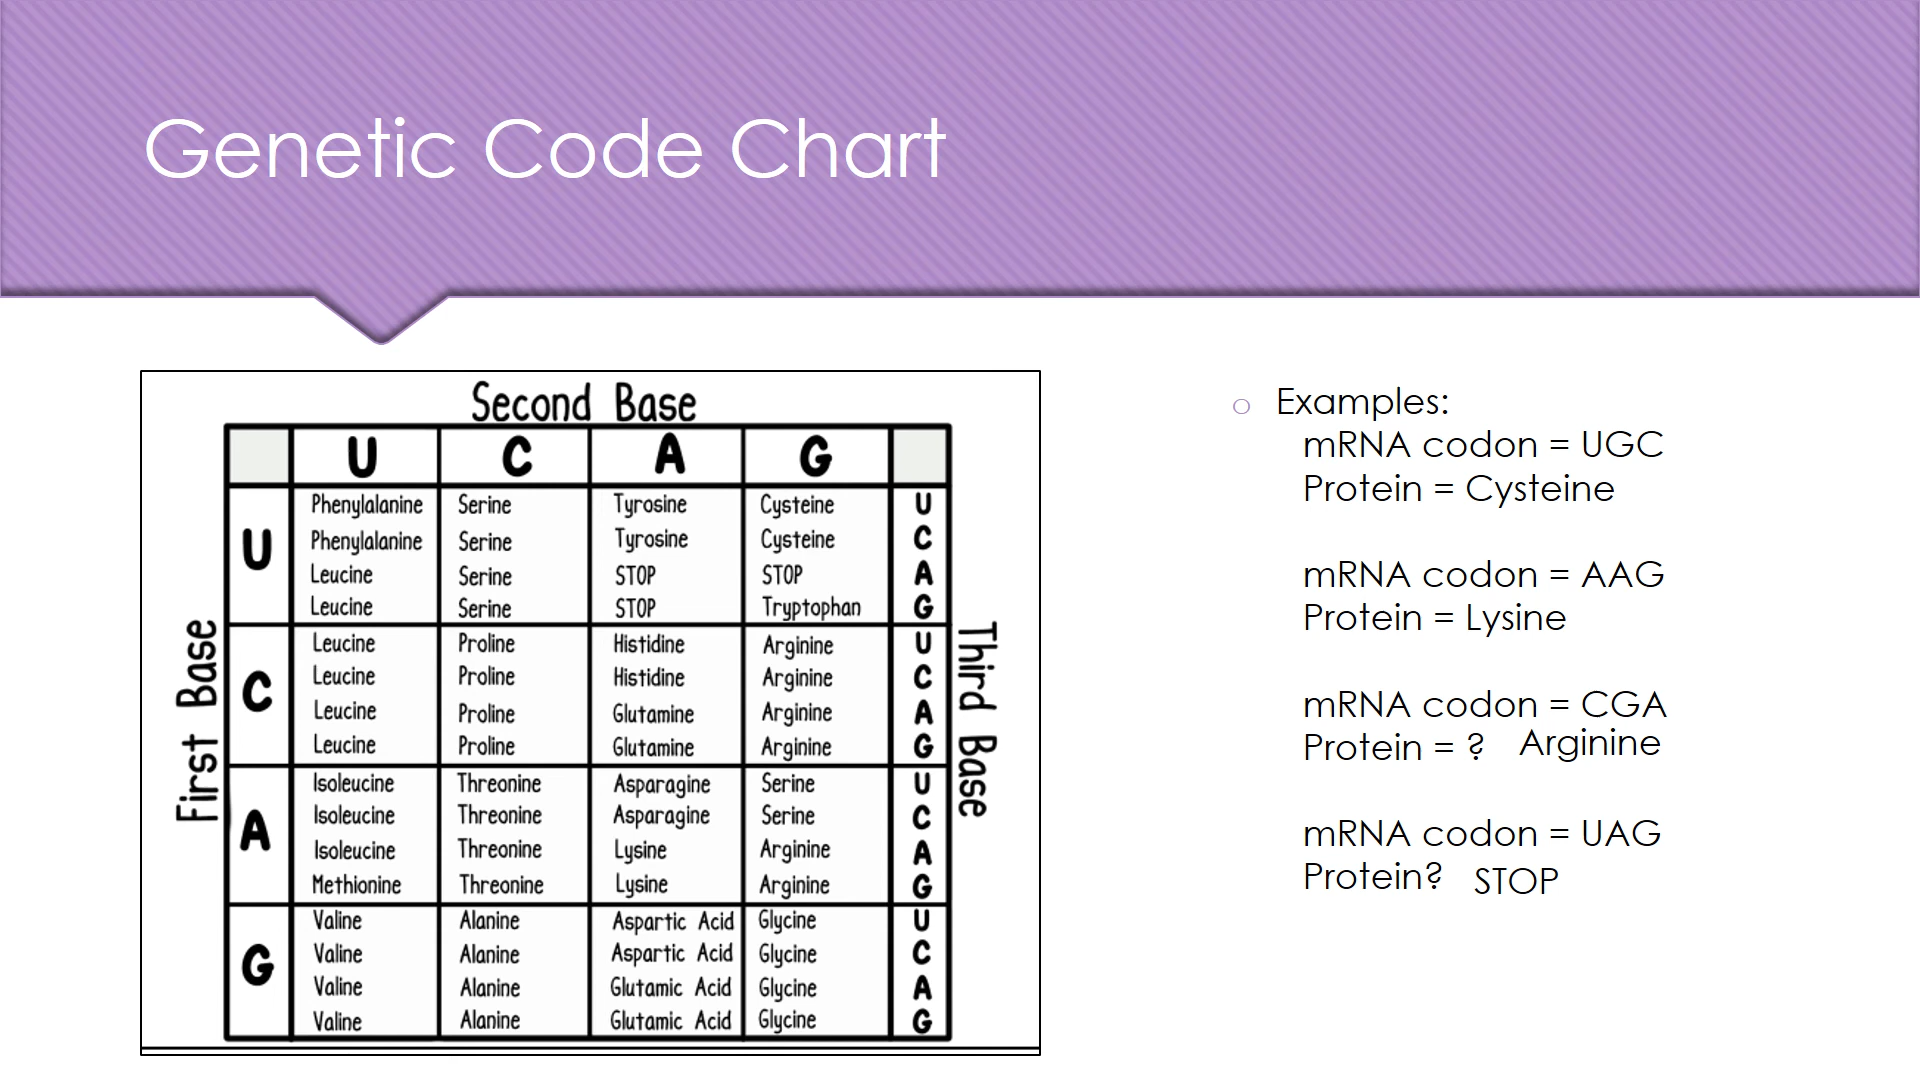 Genetic Code Chart
Second Base
U C A G
First Base
Third Base
U
Phenylalanine Serine Tyrosine Cysteine U
Phenylalanine Serine Tyrosine Cysteine C
Leucine Serine STOP STOP A
Leucine Serine STOP Tryptophan G
C
Leucine Proline Histidine Arginine U
Leucine Proline Histidine Arginine C
Leucine Proline Glutamine Arginine A
Leucine Proline Glutamine Arginine G
A
Isoleucine Threonine Asparagine Serine U
Isoleucine Threonine Asparagine Serine C
Isoleucine Threonine Lysine Arginine A
Methionine Threonine Lysine Arginine G
G
Valine Alanine Aspartic Acid Glycine U
Valine Alanine Aspartic Acid Glycine C
Valine Alanine Glutamic Acid Glycine A
Valine Alanine Glutamic Acid Glycine G
Examples:
mRNA codon = UGC
Protein = Cysteine
mRNA codon = AAG
Protein = Lysine
mRNA codon = CGA
Protein = ? Arginine
mRNA codon = UAG
Protein? STOP